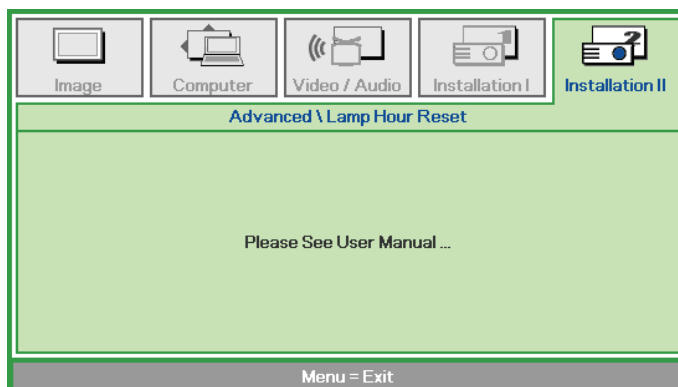 Image
Computer
Video / Audio
Installation I
Installation II
Advanced \ Lamp Hour Reset
Please See User Manual ...
Menu = Exit